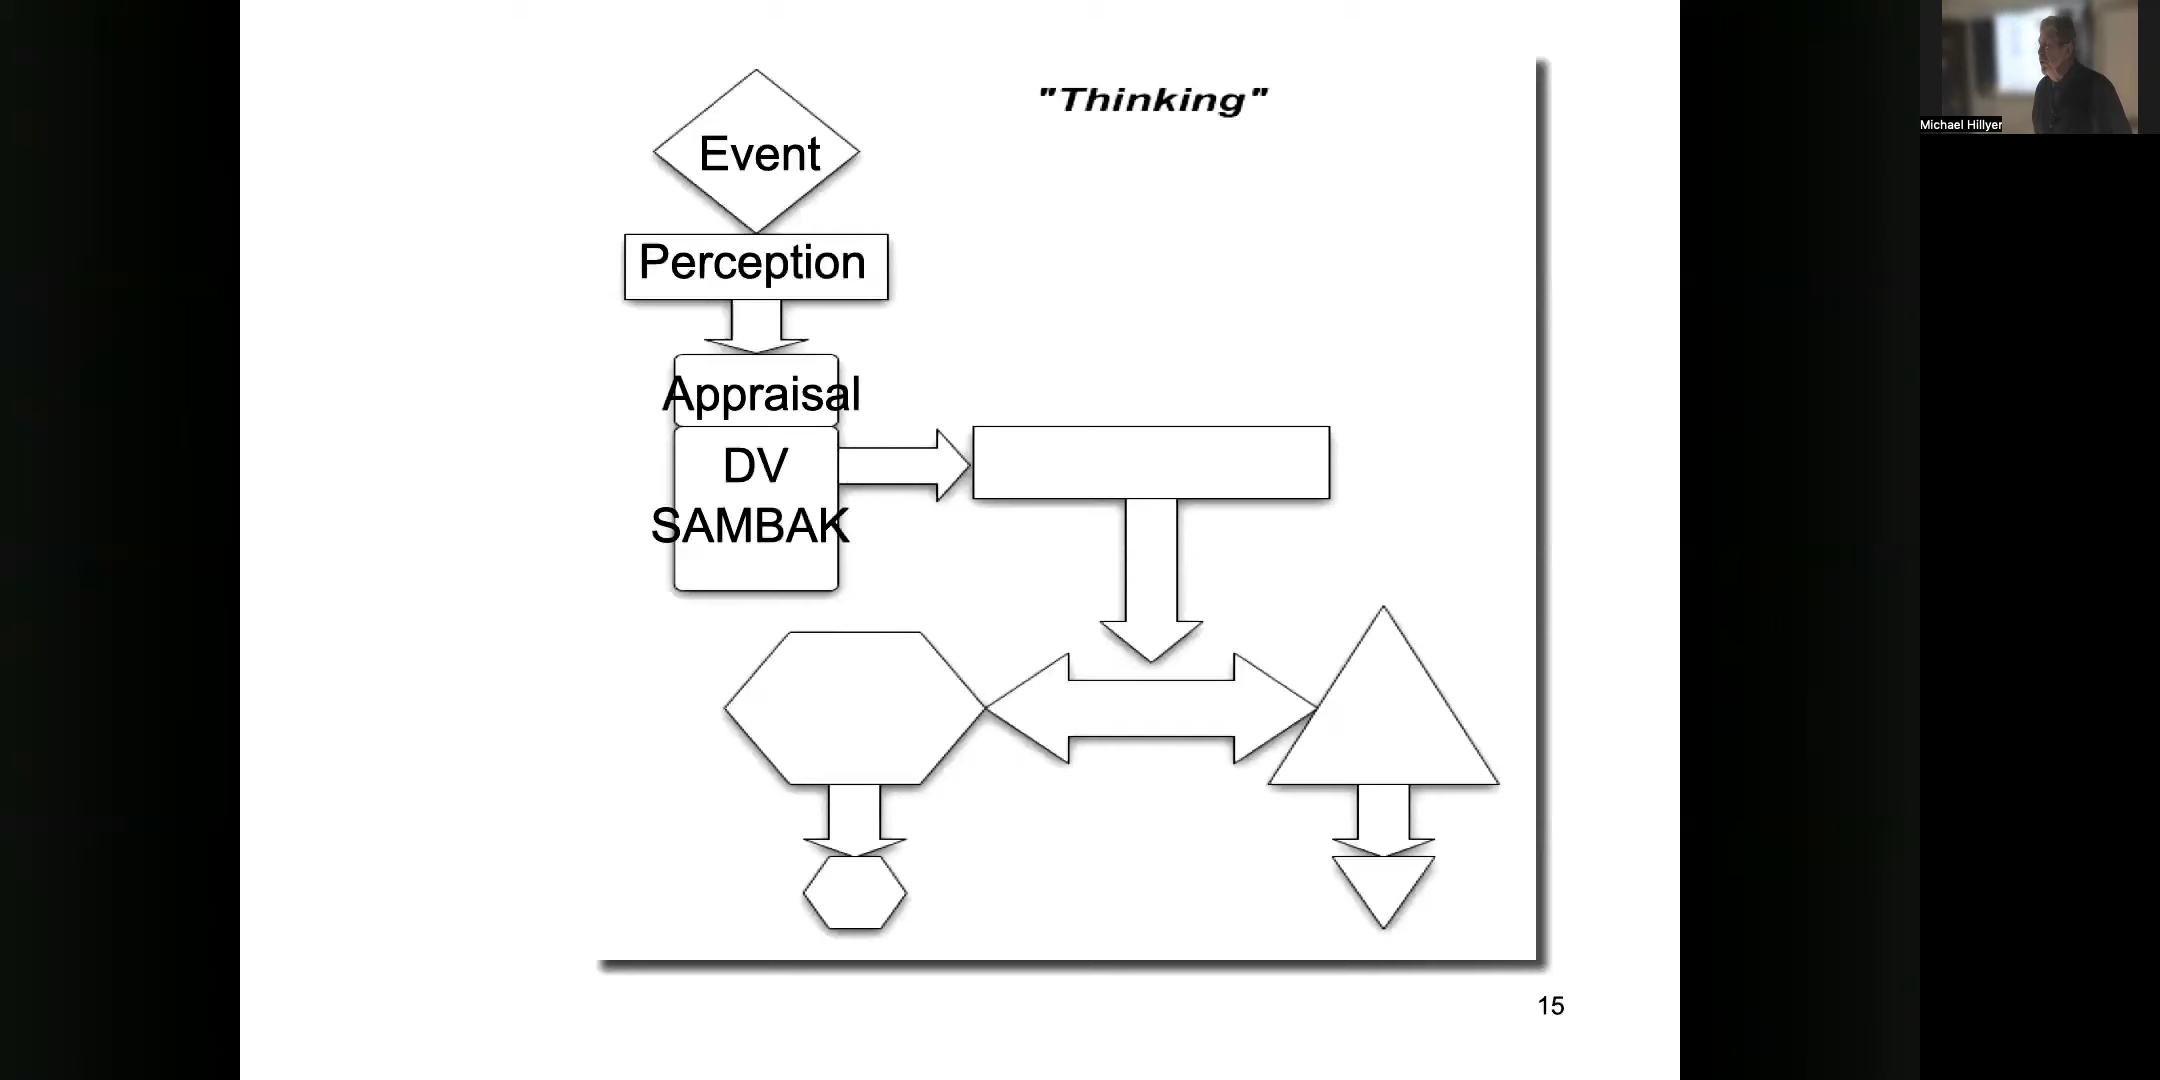 "Thinking"
Event
Perception
Appraisal
DV
SAMBAK
15
Michael Hillyer